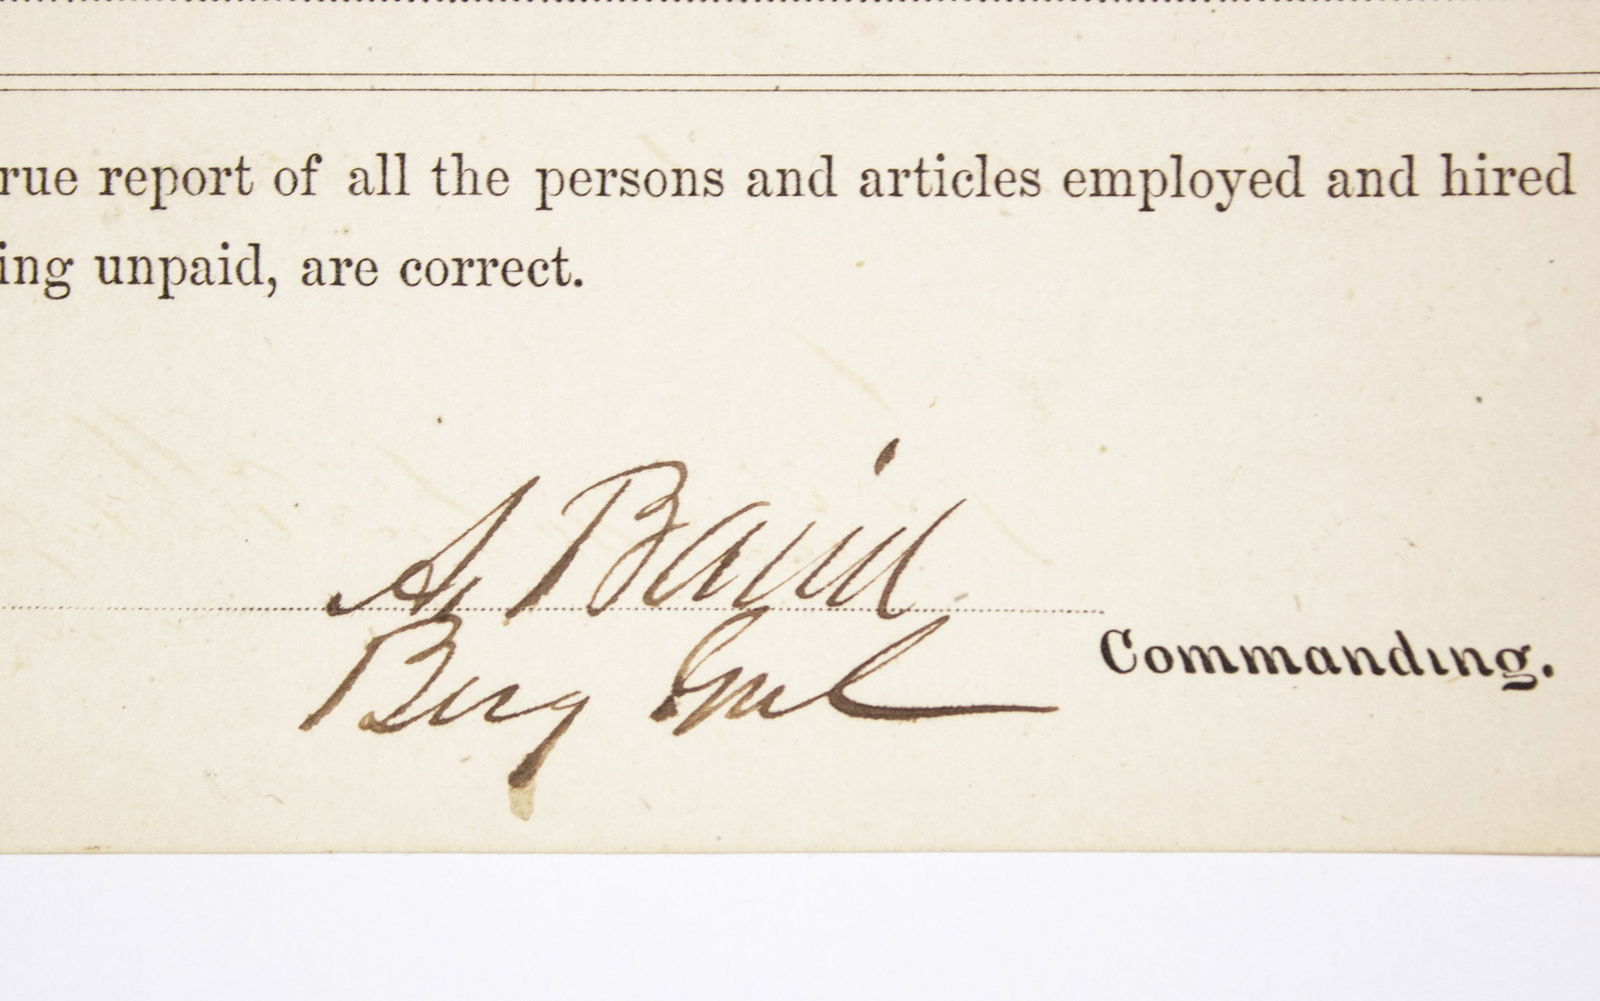 rue report of all the persons and articles employed and hired
ing unpaid, are correct.
A, Baird
Brig Genl
Commanding.